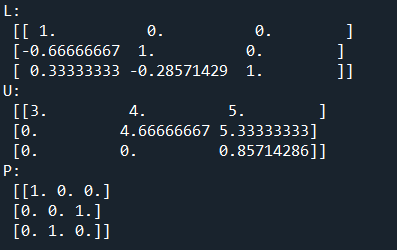 L:
[[ 1.          0.          0.        ]
[-0.66666667  1.          0.        ]
[ 0.33333333 -0.28571429  1.        ]]
U:
[[3.         4.         5.        ]
[0.         4.66666667 5.33333333]
[0.         0.         0.85714286]]
P:
[[1. 0. 0.]
[0. 0. 1.]
[0. 1. 0.]]